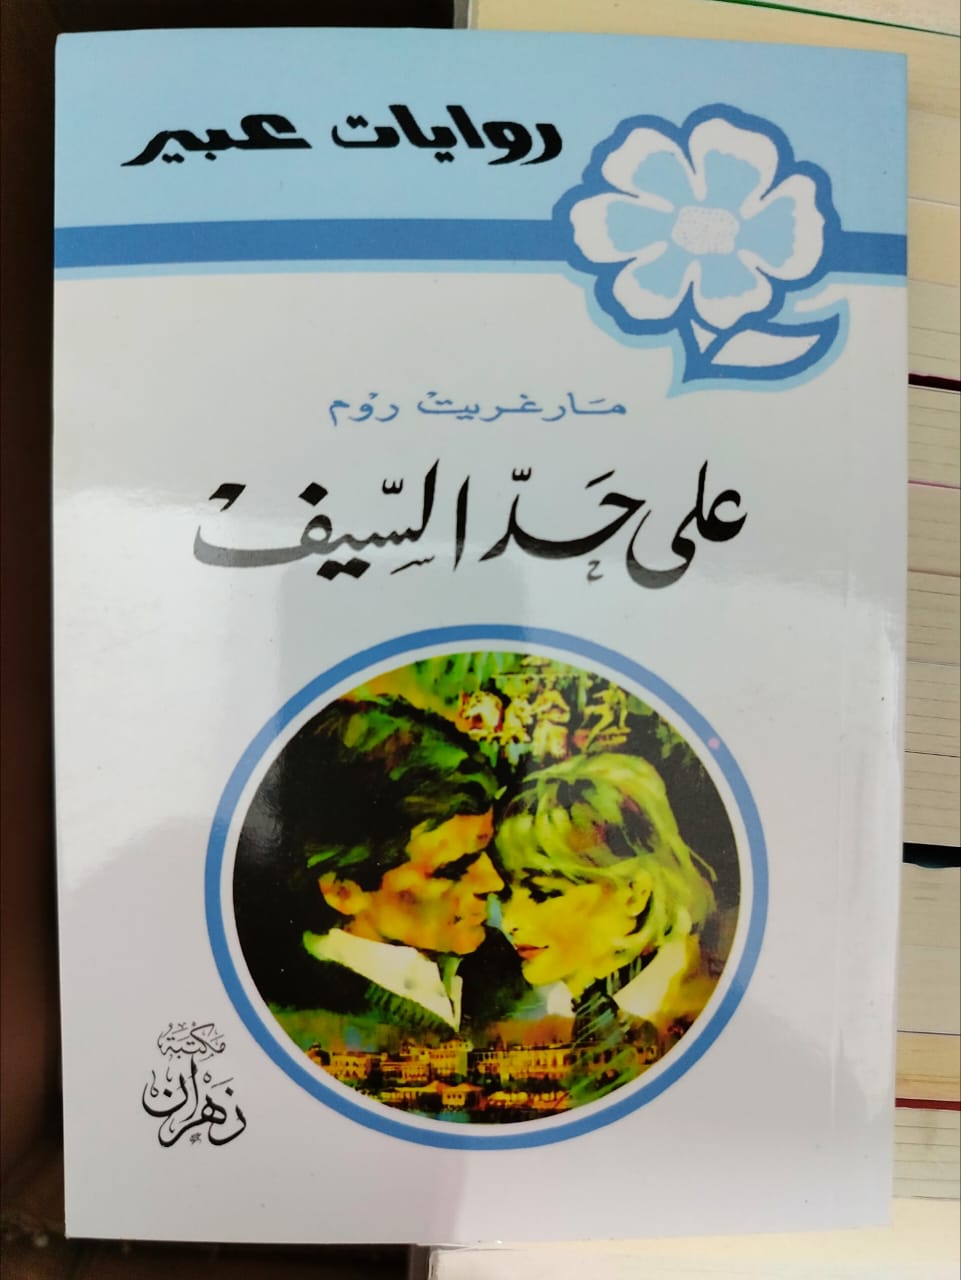 روايات عبير
مارغريت روم
على حدّ السّيف
مكتبة
زهران